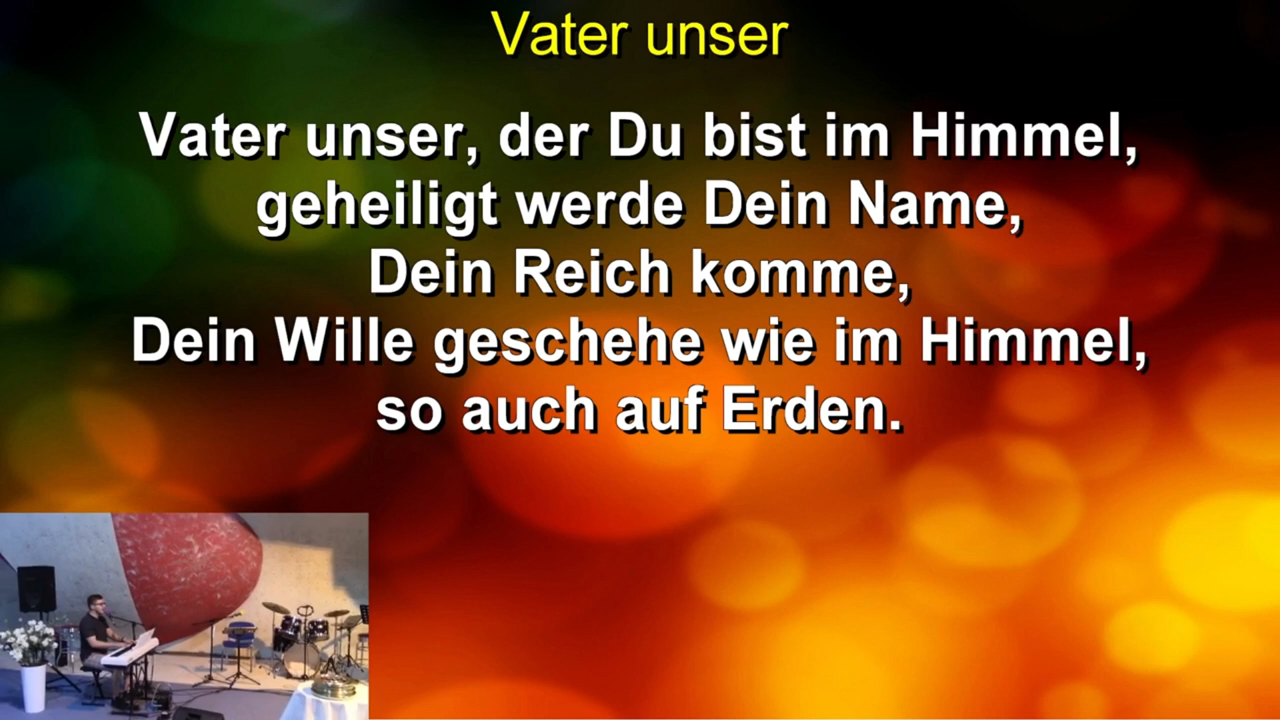 Vater unser
Vater unser, der Du bist im Himmel,
geheiligt werde Dein Name,
Dein Reich komme,
Dein Wille geschehe wie im Himmel,
so auch auf Erden.